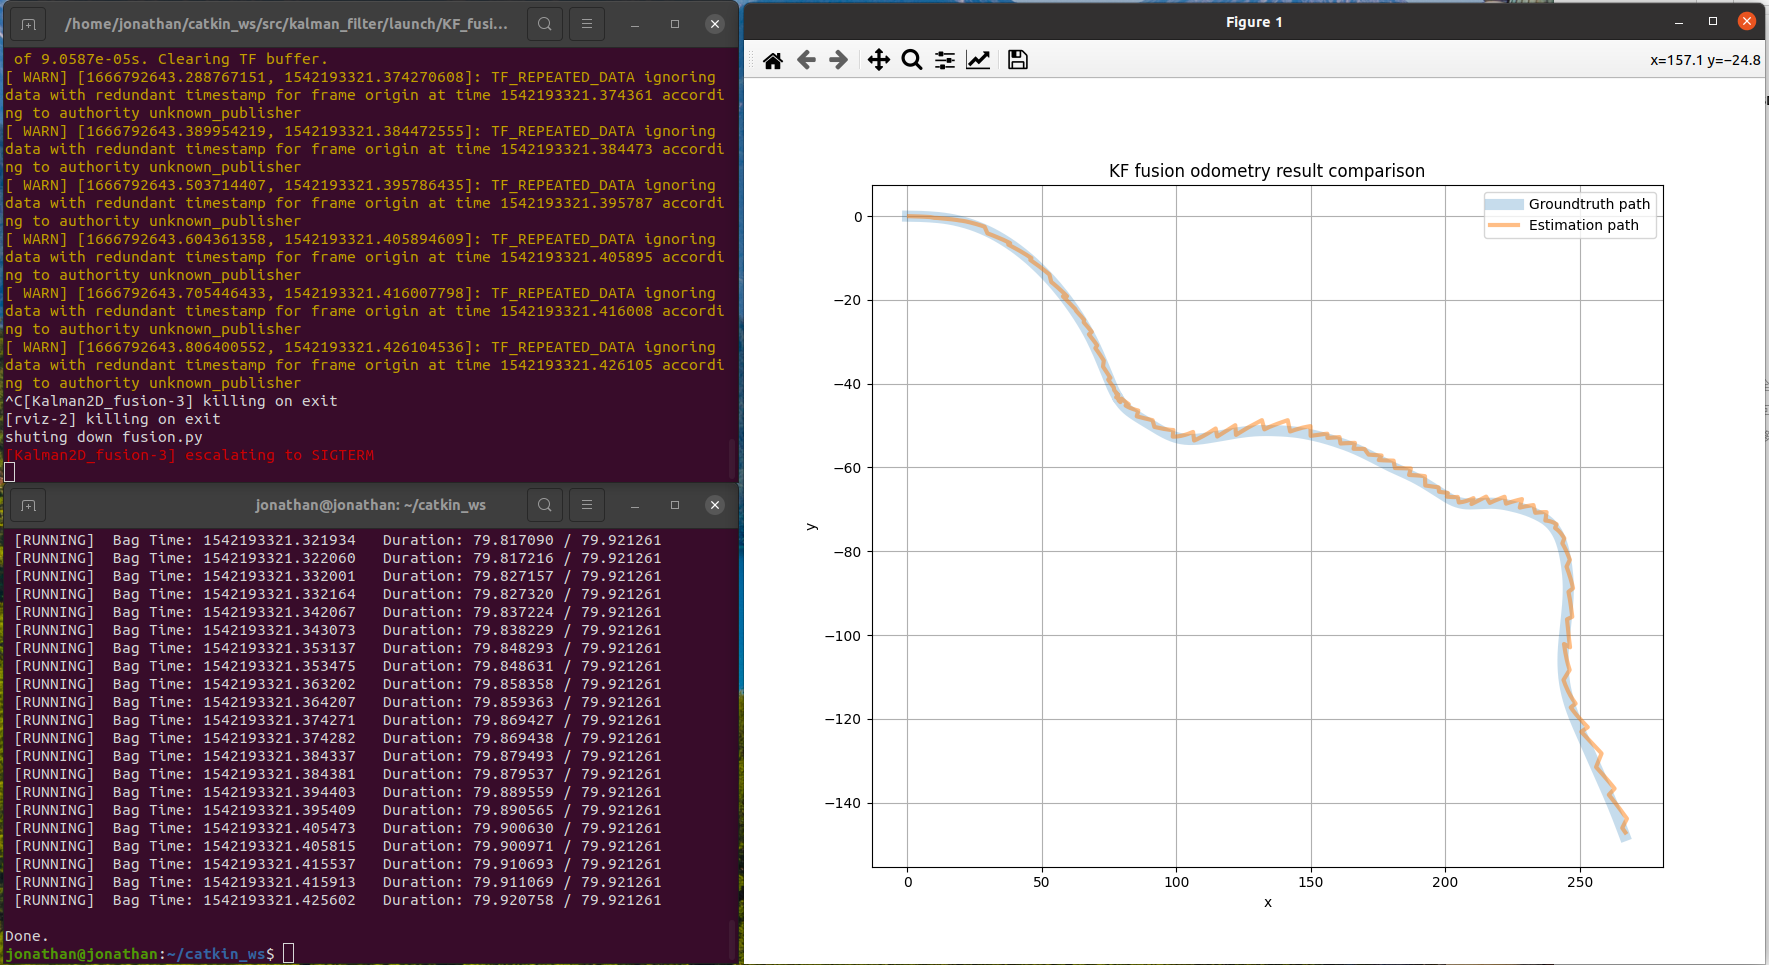 /home/jonathan/catkin_ws/src/kalman_filter/launch/KF_fusi...
 of 9.0587e-05s. Clearing TF buffer.
[ WARN] [1666792643.288767151, 1542193321.374270608]: TF_REPEATED_DATA ignoring
data with redundant timestamp for frame origin at time 1542193321.374361 accordi
ng to authority unknown_publisher
[ WARN] [1666792643.389954219, 1542193321.384472555]: TF_REPEATED_DATA ignoring
data with redundant timestamp for frame origin at time 1542193321.384473 accordi
ng to authority unknown_publisher
[ WARN] [1666792643.503714407, 1542193321.395786435]: TF_REPEATED_DATA ignoring
data with redundant timestamp for frame origin at time 1542193321.395787 accordi
ng to authority unknown_publisher
[ WARN] [1666792643.604361358, 1542193321.405894609]: TF_REPEATED_DATA ignoring
data with redundant timestamp for frame origin at time 1542193321.405895 accordi
ng to authority unknown_publisher
[ WARN] [1666792643.705446433, 1542193321.416007798]: TF_REPEATED_DATA ignoring
data with redundant timestamp for frame origin at time 1542193321.416008 accordi
ng to authority unknown_publisher
[ WARN] [1666792643.806400552, 1542193321.426104536]: TF_REPEATED_DATA ignoring
data with redundant timestamp for frame origin at time 1542193321.426105 accordi
ng to authority unknown_publisher
^C[Kalman2D_fusion-3] killing on exit
[rviz-2] killing on exit
shuting down fusion.py
[Kalman2D_fusion-3] escalating to SIGTERM
jonathan@jonathan: ~/catkin_ws
[RUNNING]  Bag Time: 1542193321.321934   Duration: 79.817090 / 79.921261
[RUNNING]  Bag Time: 1542193321.322060   Duration: 79.817216 / 79.921261
[RUNNING]  Bag Time: 1542193321.332001   Duration: 79.827157 / 79.921261
[RUNNING]  Bag Time: 1542193321.332164   Duration: 79.827320 / 79.921261
[RUNNING]  Bag Time: 1542193321.342067   Duration: 79.837224 / 79.921261
[RUNNING]  Bag Time: 1542193321.343073   Duration: 79.838229 / 79.921261
[RUNNING]  Bag Time: 1542193321.353137   Duration: 79.848293 / 79.921261
[RUNNING]  Bag Time: 1542193321.353475   Duration: 79.848631 / 79.921261
[RUNNING]  Bag Time: 1542193321.363202   Duration: 79.858358 / 79.921261
[RUNNING]  Bag Time: 1542193321.364207   Duration: 79.859363 / 79.921261
[RUNNING]  Bag Time: 1542193321.374271   Duration: 79.869427 / 79.921261
[RUNNING]  Bag Time: 1542193321.374282   Duration: 79.869438 / 79.921261
[RUNNING]  Bag Time: 1542193321.384337   Duration: 79.879493 / 79.921261
[RUNNING]  Bag Time: 1542193321.384381   Duration: 79.879537 / 79.921261
[RUNNING]  Bag Time: 1542193321.394403   Duration: 79.889559 / 79.921261
[RUNNING]  Bag Time: 1542193321.395409   Duration: 79.890565 / 79.921261
[RUNNING]  Bag Time: 1542193321.405473   Duration: 79.900630 / 79.921261
[RUNNING]  Bag Time: 1542193321.405815   Duration: 79.900971 / 79.921261
[RUNNING]  Bag Time: 1542193321.415537   Duration: 79.910693 / 79.921261
[RUNNING]  Bag Time: 1542193321.415913   Duration: 79.911069 / 79.921261
[RUNNING]  Bag Time: 1542193321.425602   Duration: 79.920758 / 79.921261
Done.
jonathan@jonathan:~/catkin_ws$
Figure 1
x=157.1 y=−24.8
KF fusion odometry result comparison
Groundtruth path
Estimation path
0
−20
−40
−60
−80
−100
−120
−140
y
0 50 100 150 200 250
x